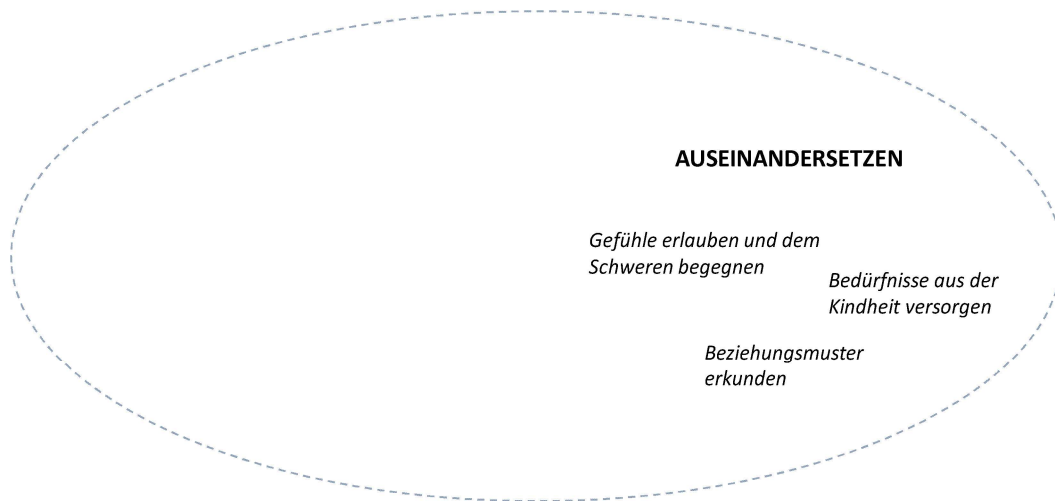 AUSEINANDERSETZEN
Gefühle erlauben und dem
Schweren begegnen
Bedürfnisse aus der
Kindheit versorgen
Beziehungsmuster
erkunden